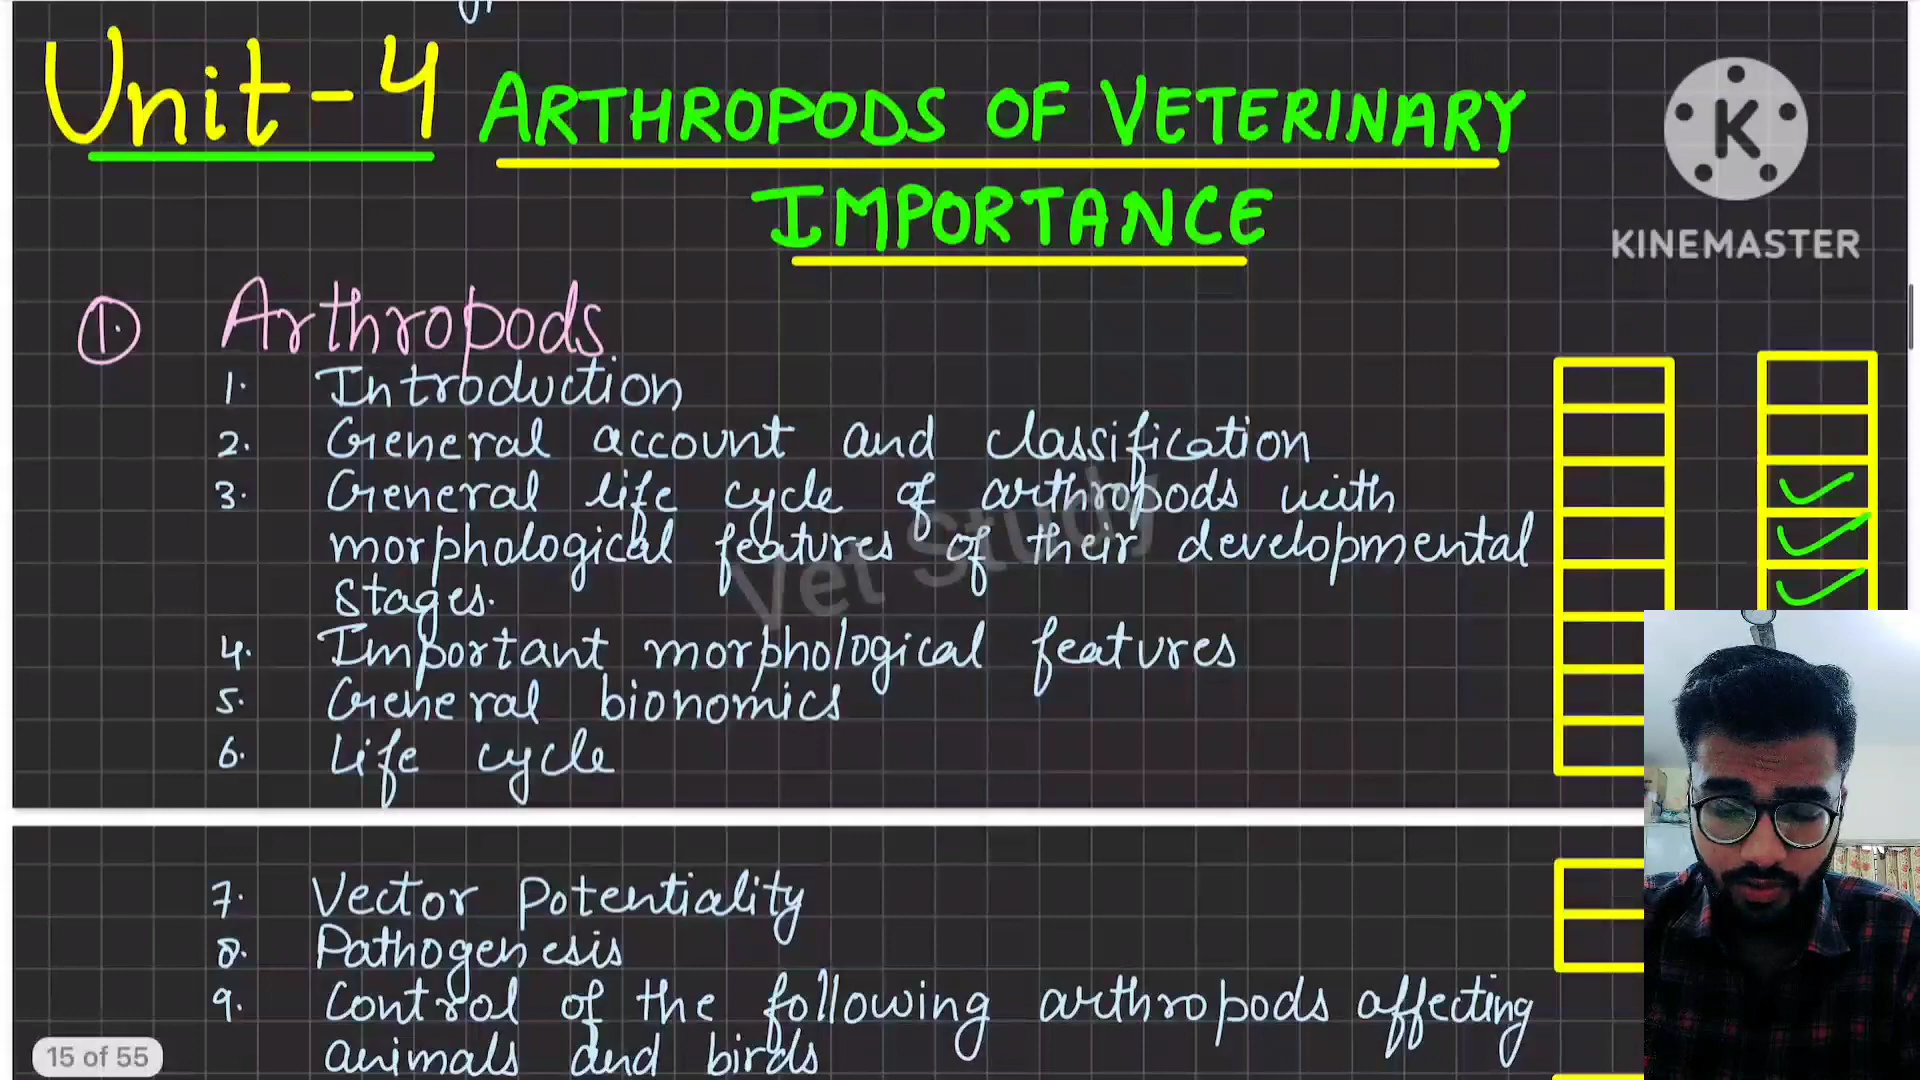 Unit-4 ARTHROPODS OF VETERINARY
IMPORTANCE
KINEMASTER
1. Arthropods
1. Introduction
2. General account and classification
3. General life cycle of arthropods with
morphological features of their developmental
stages.
4. Important morphological features
5. General bionomics
6. Life cycle
Vet Study
7. Vector Potentiality
8. Pathogenesis
9. Control of the following arthropods affecting
animals and birds
15 of 55